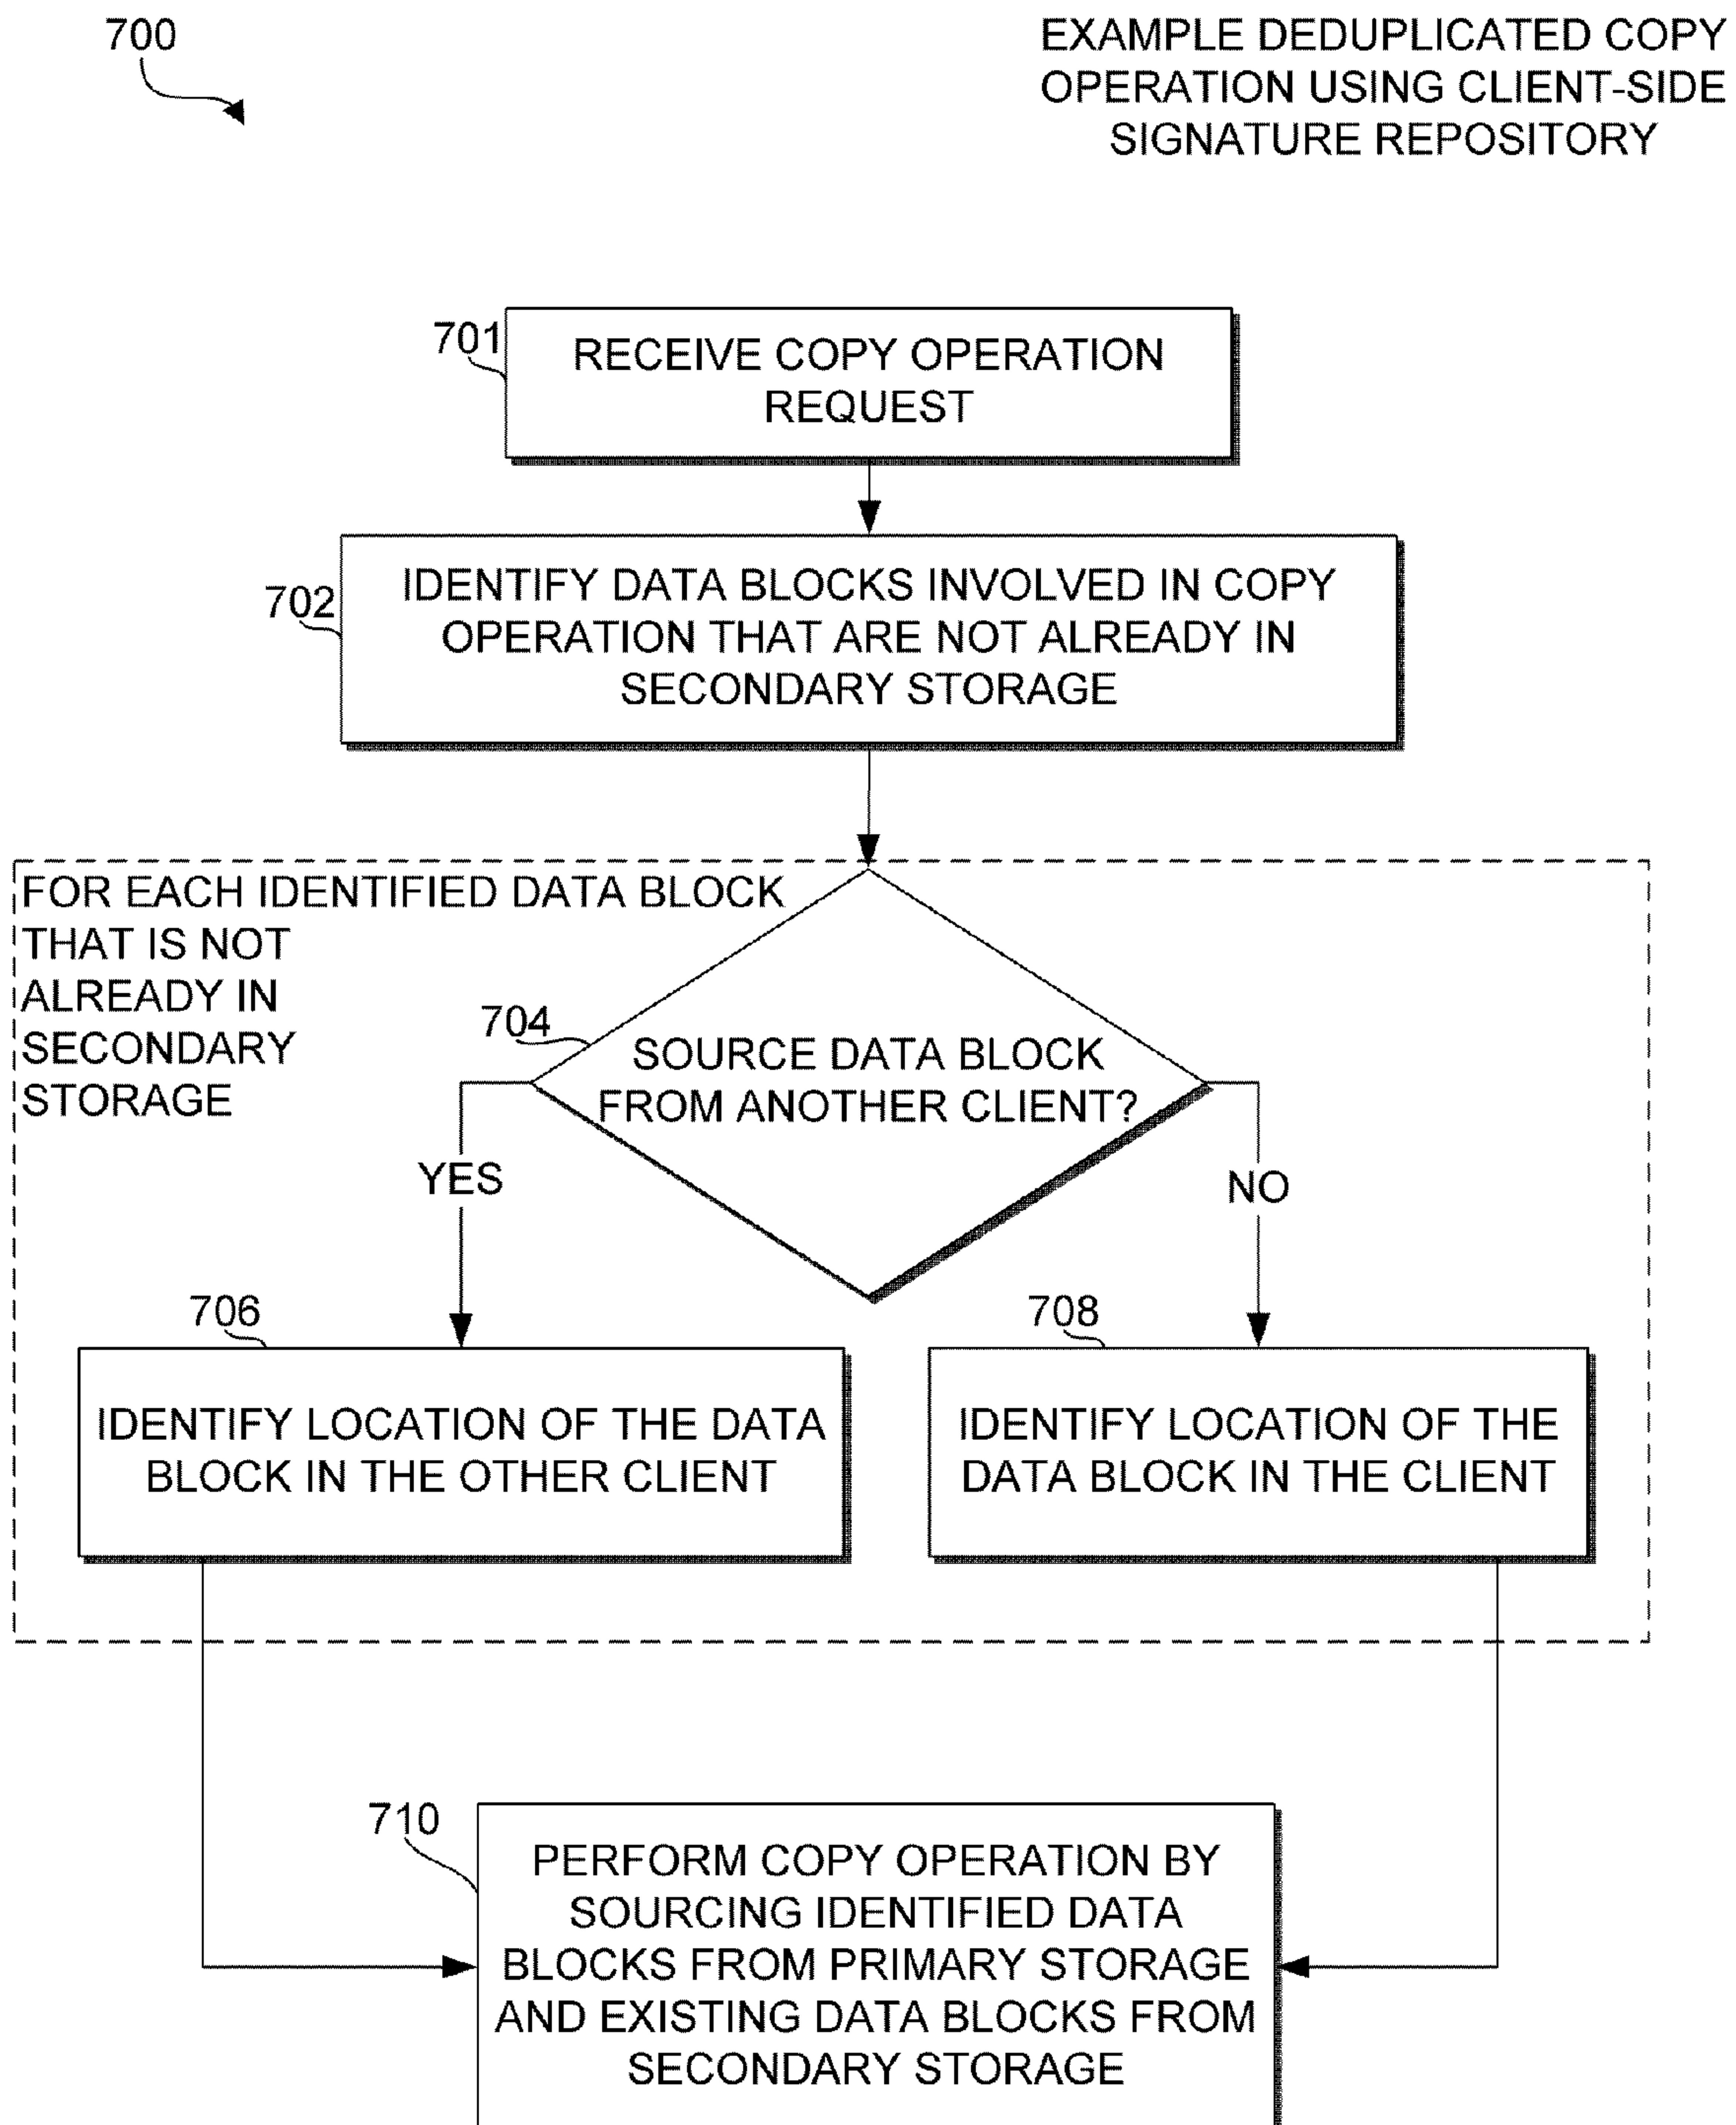 700
EXAMPLE DEDUPLICATED COPY
OPERATION USING CLIENT-SIDE
SIGNATURE REPOSITORY
701
RECEIVE COPY OPERATION
REQUEST
702
IDENTIFY DATA BLOCKS INVOLVED IN COPY
OPERATION THAT ARE NOT ALREADY IN
SECONDARY STORAGE
FOR EACH IDENTIFIED DATA BLOCK
THAT IS NOT
ALREADY IN
SECONDARY
STORAGE
704
SOURCE DATA BLOCK
FROM ANOTHER CLIENT?
YES
NO
706
IDENTIFY LOCATION OF THE DATA
BLOCK IN THE OTHER CLIENT
708
IDENTIFY LOCATION OF THE
DATA BLOCK IN THE CLIENT
710
PERFORM COPY OPERATION BY
SOURCING IDENTIFIED DATA
BLOCKS FROM PRIMARY STORAGE
AND EXISTING DATA BLOCKS FROM
SECONDARY STORAGE